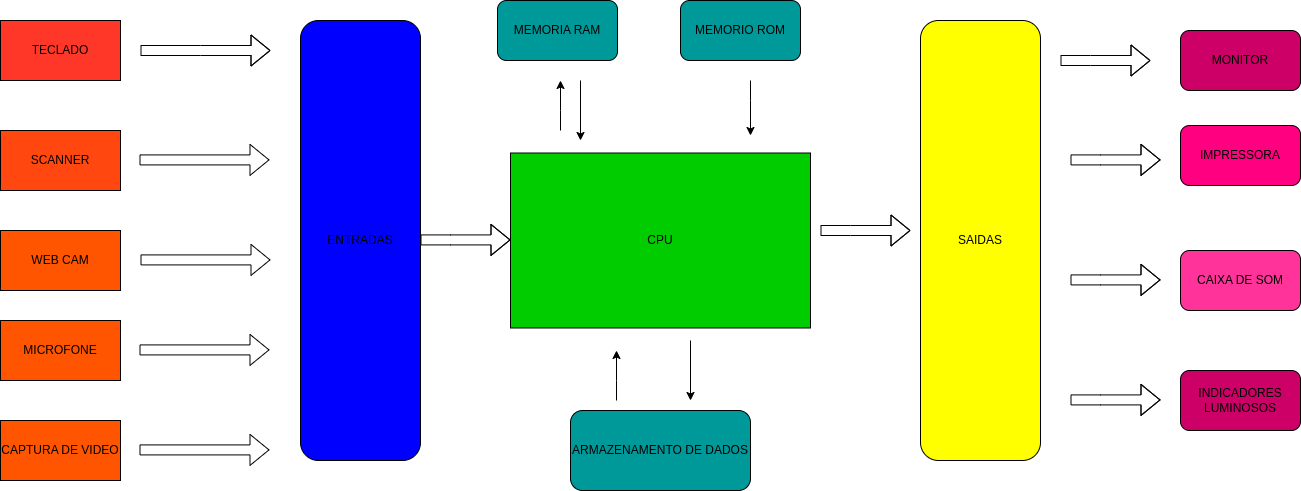 TECLADO
SCANNER
WEB CAM
MICROFONE
CAPTURA DE VIDEO
ENTRADAS
MEMORIA RAM
MEMORIO ROM
CPU
ARMAZENAMENTO DE DADOS
SAIDAS
MONITOR
IMPRESSORA
CAIXA DE SOM
INDICADORES
LUMINOSOS